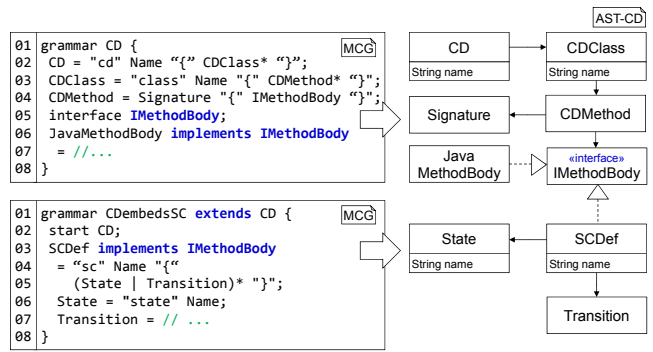 AST-CD
01 grammar CD {
MCG
02 CD = "cd" Name “{” CDClass* “}”;
03 CDClass = "class" Name "{" CDMethod* “}";
04 CDMethod = Signature "{" IMethodBody “}";
05 interface IMethodBody;
06 JavaMethodBody implements IMethodBody
07 = //...
08 }
CD
String name
CDClass
String name
Signature
CDMethod
Java
MethodBody
«interface»
IMethodBody
01 grammar CDembedsSC extends CD {
MCG
02 start CD;
03 SCDef implements IMethodBody
04 = “sc" Name "{“
05 (State | Transition)* "}";
06 State = "state" Name;
07 Transition = // ...
08 }
State
String name
SCDef
String name
Transition